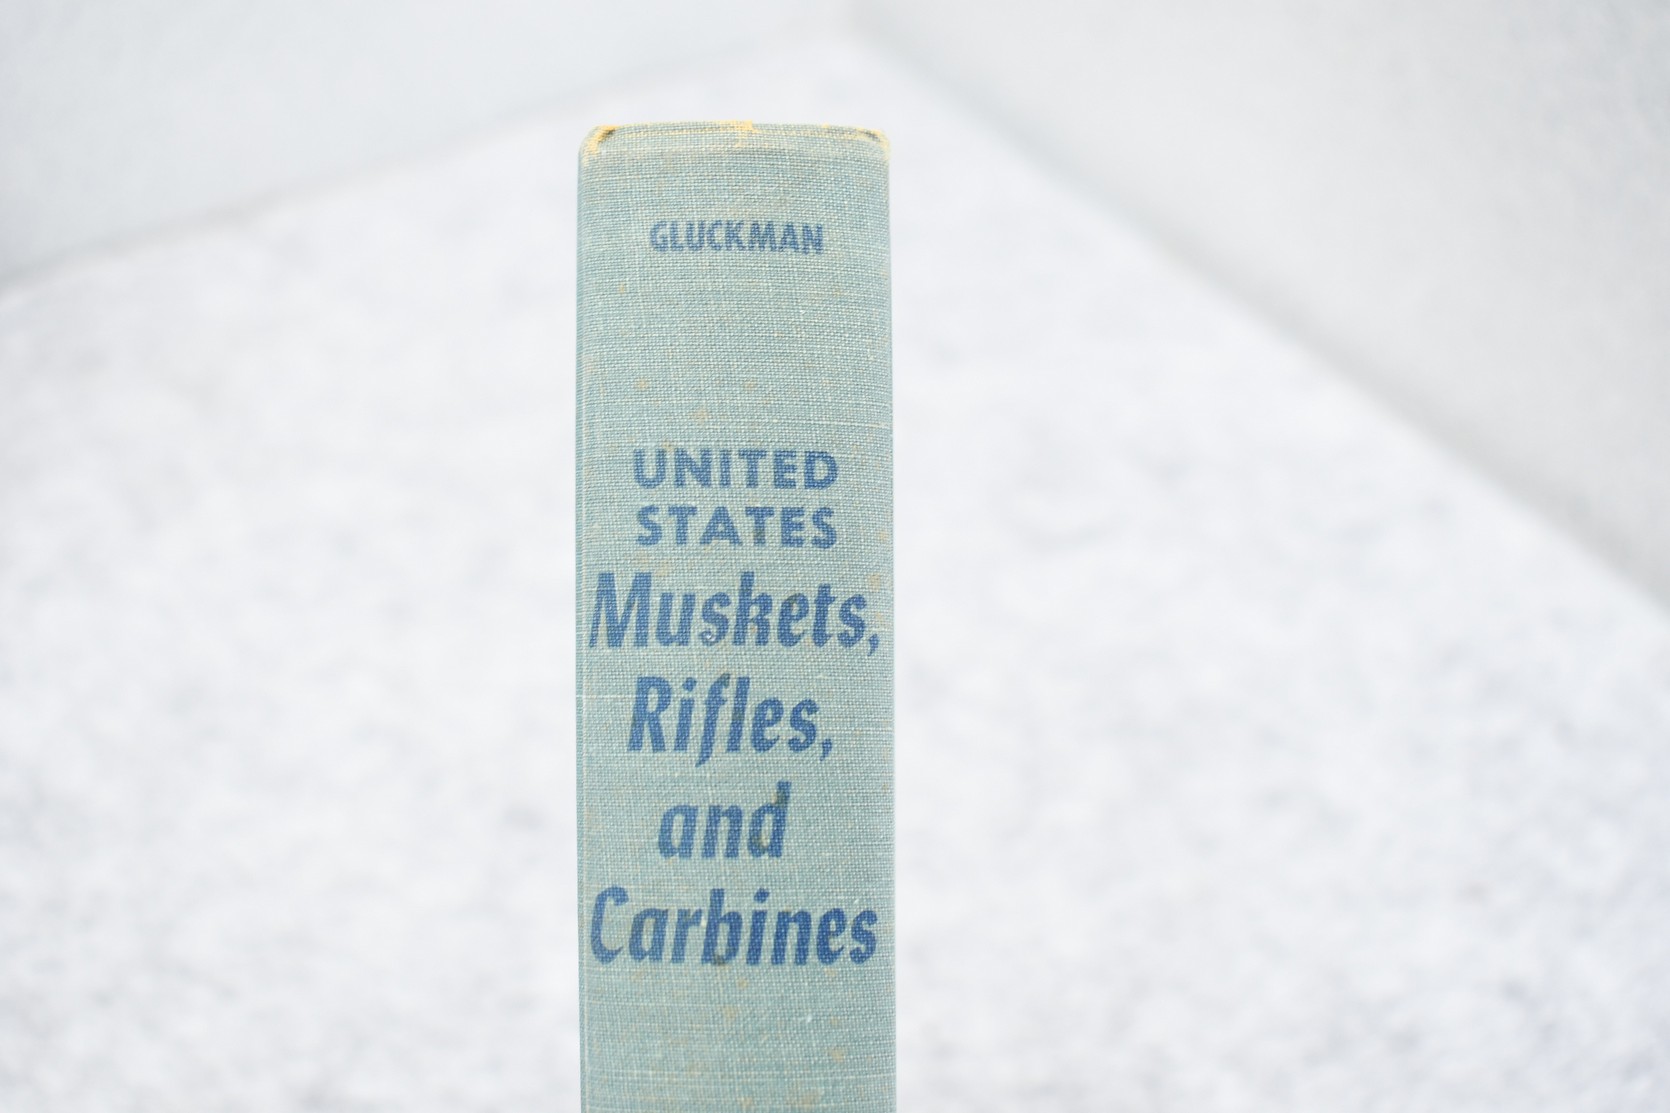 GLUCKMAN
UNITED
STATES
Muskets,
Rifles,
and
Carbines